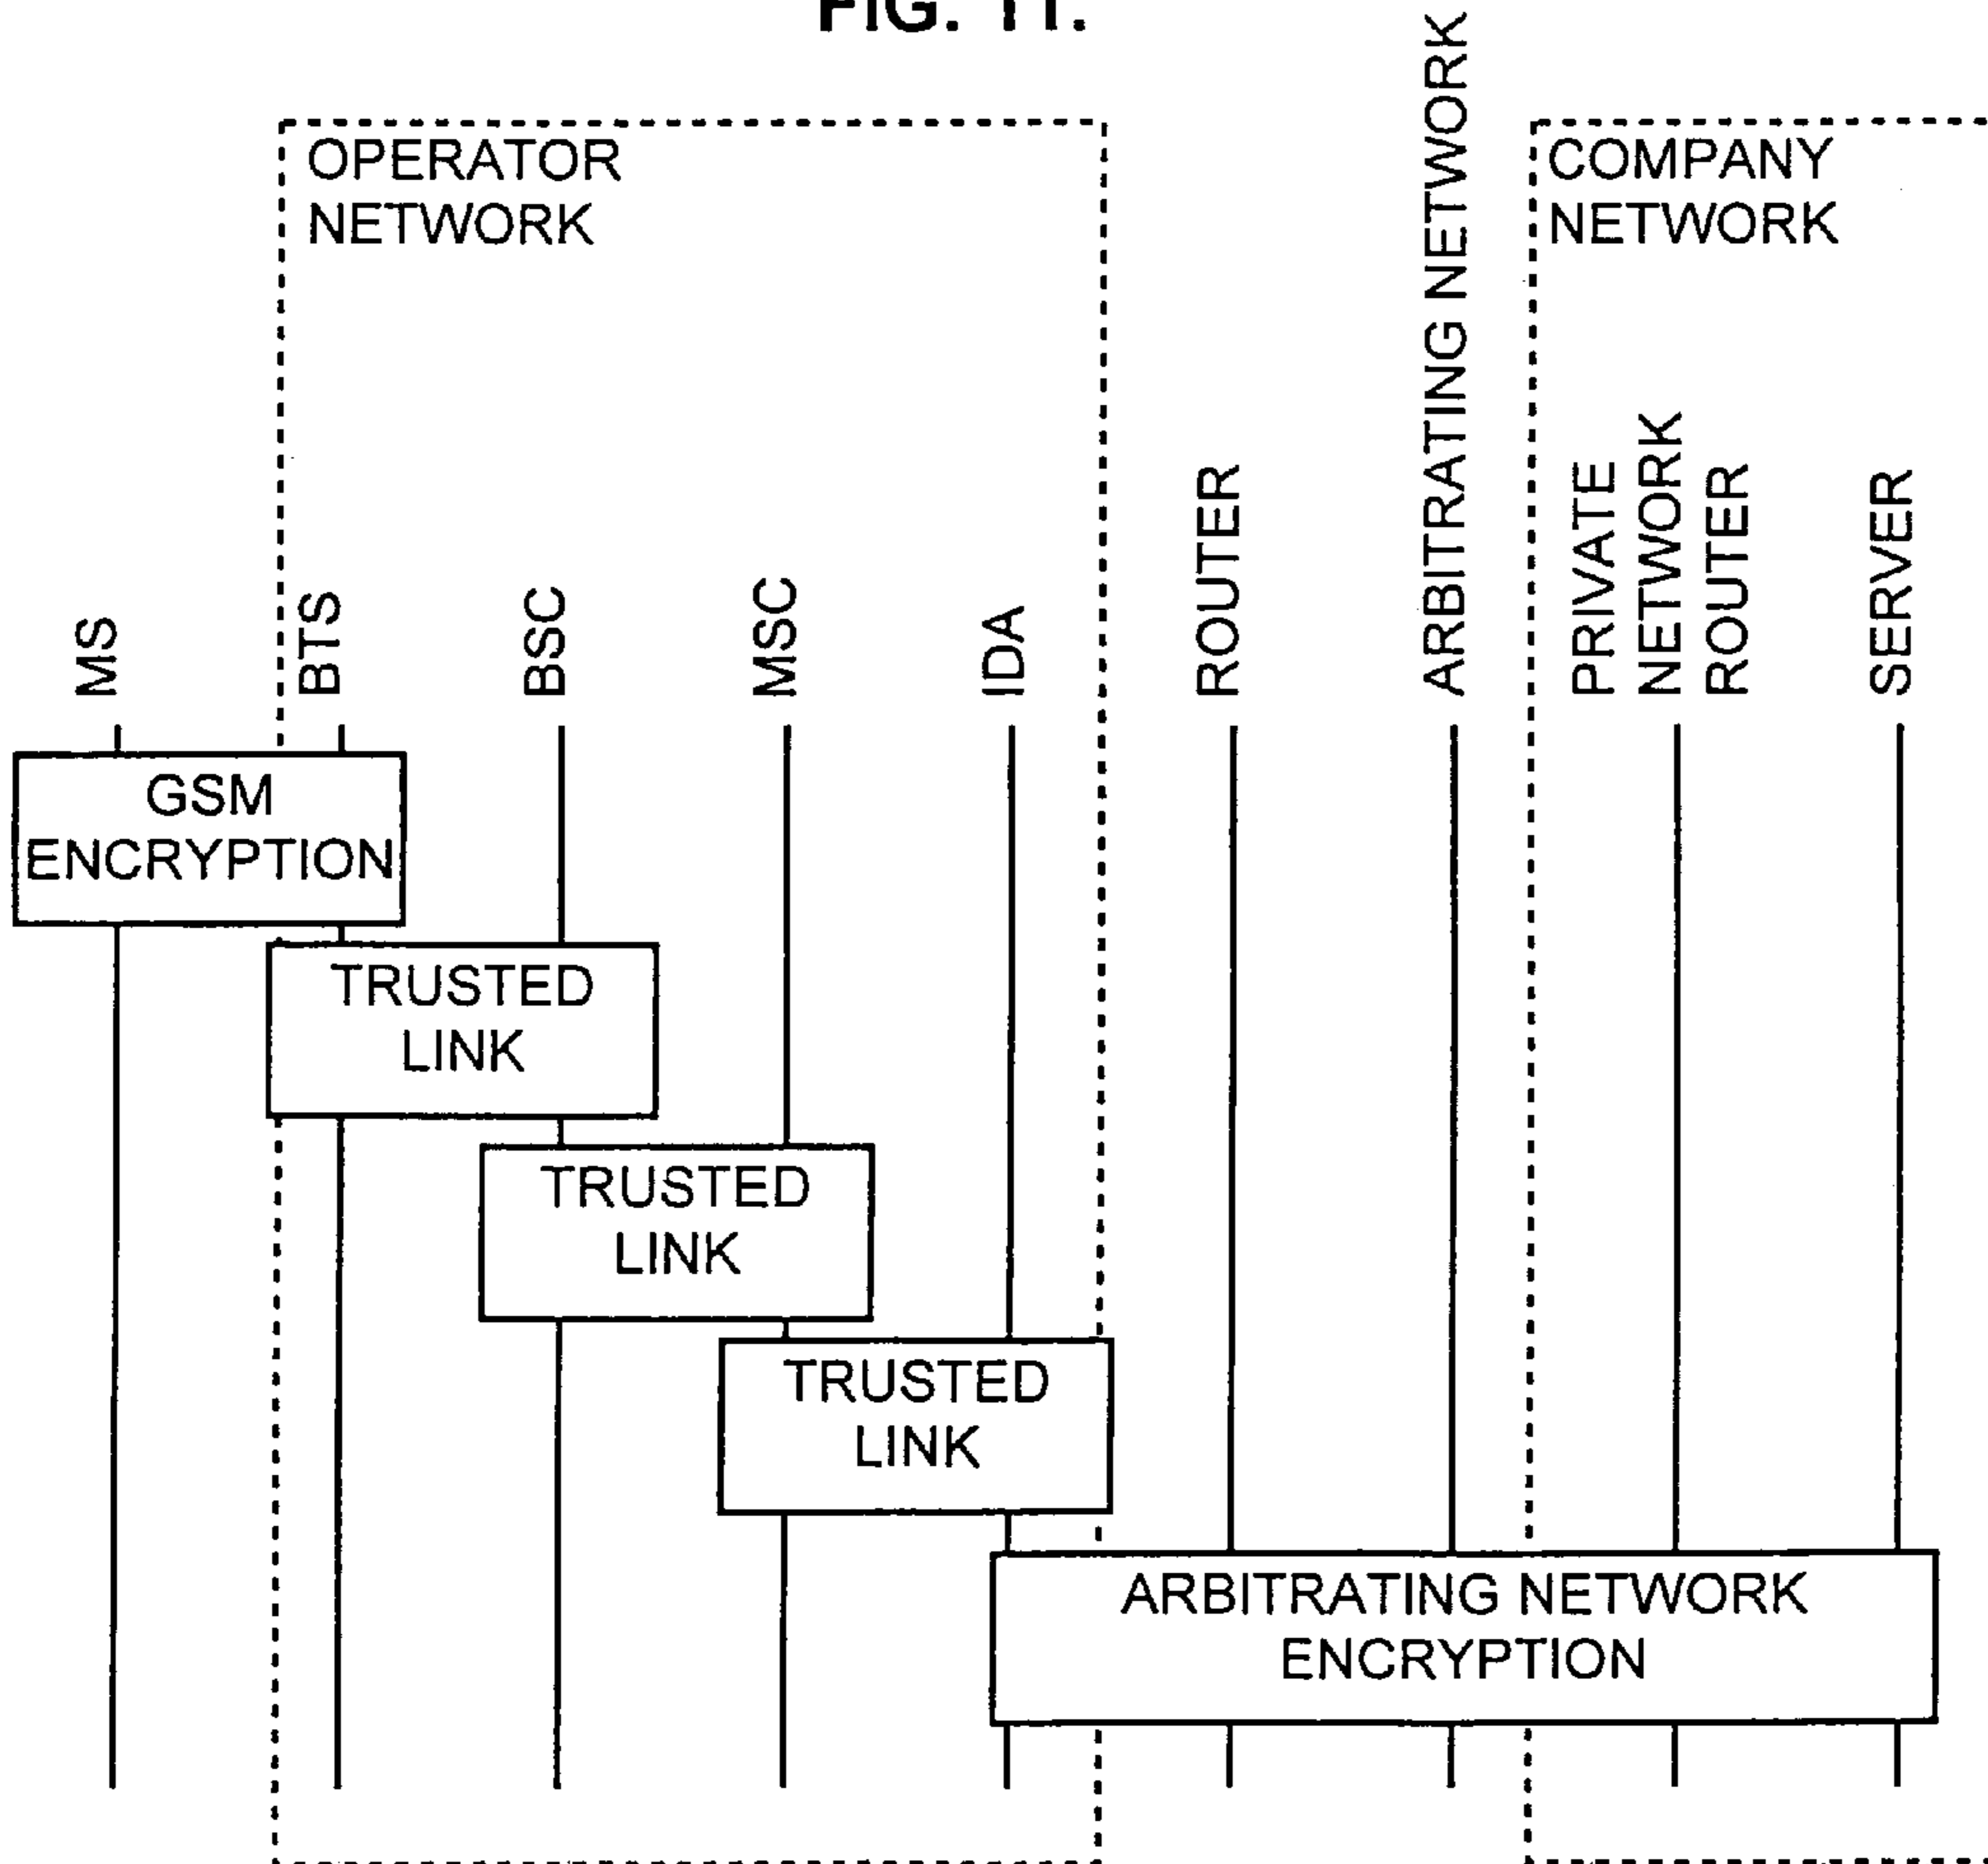 FIG. 11.
OPERATOR
NETWORK
COMPANY
NETWORK
MS
BTS
BSC
MSC
IDA
ROUTER
ARBITRATING NETWORK
PRIVATE
NETWORK
ROUTER
SERVER
GSM
ENCRYPTION
TRUSTED
LINK
TRUSTED
LINK
TRUSTED
LINK
ARBITRATING NETWORK
ENCRYPTION